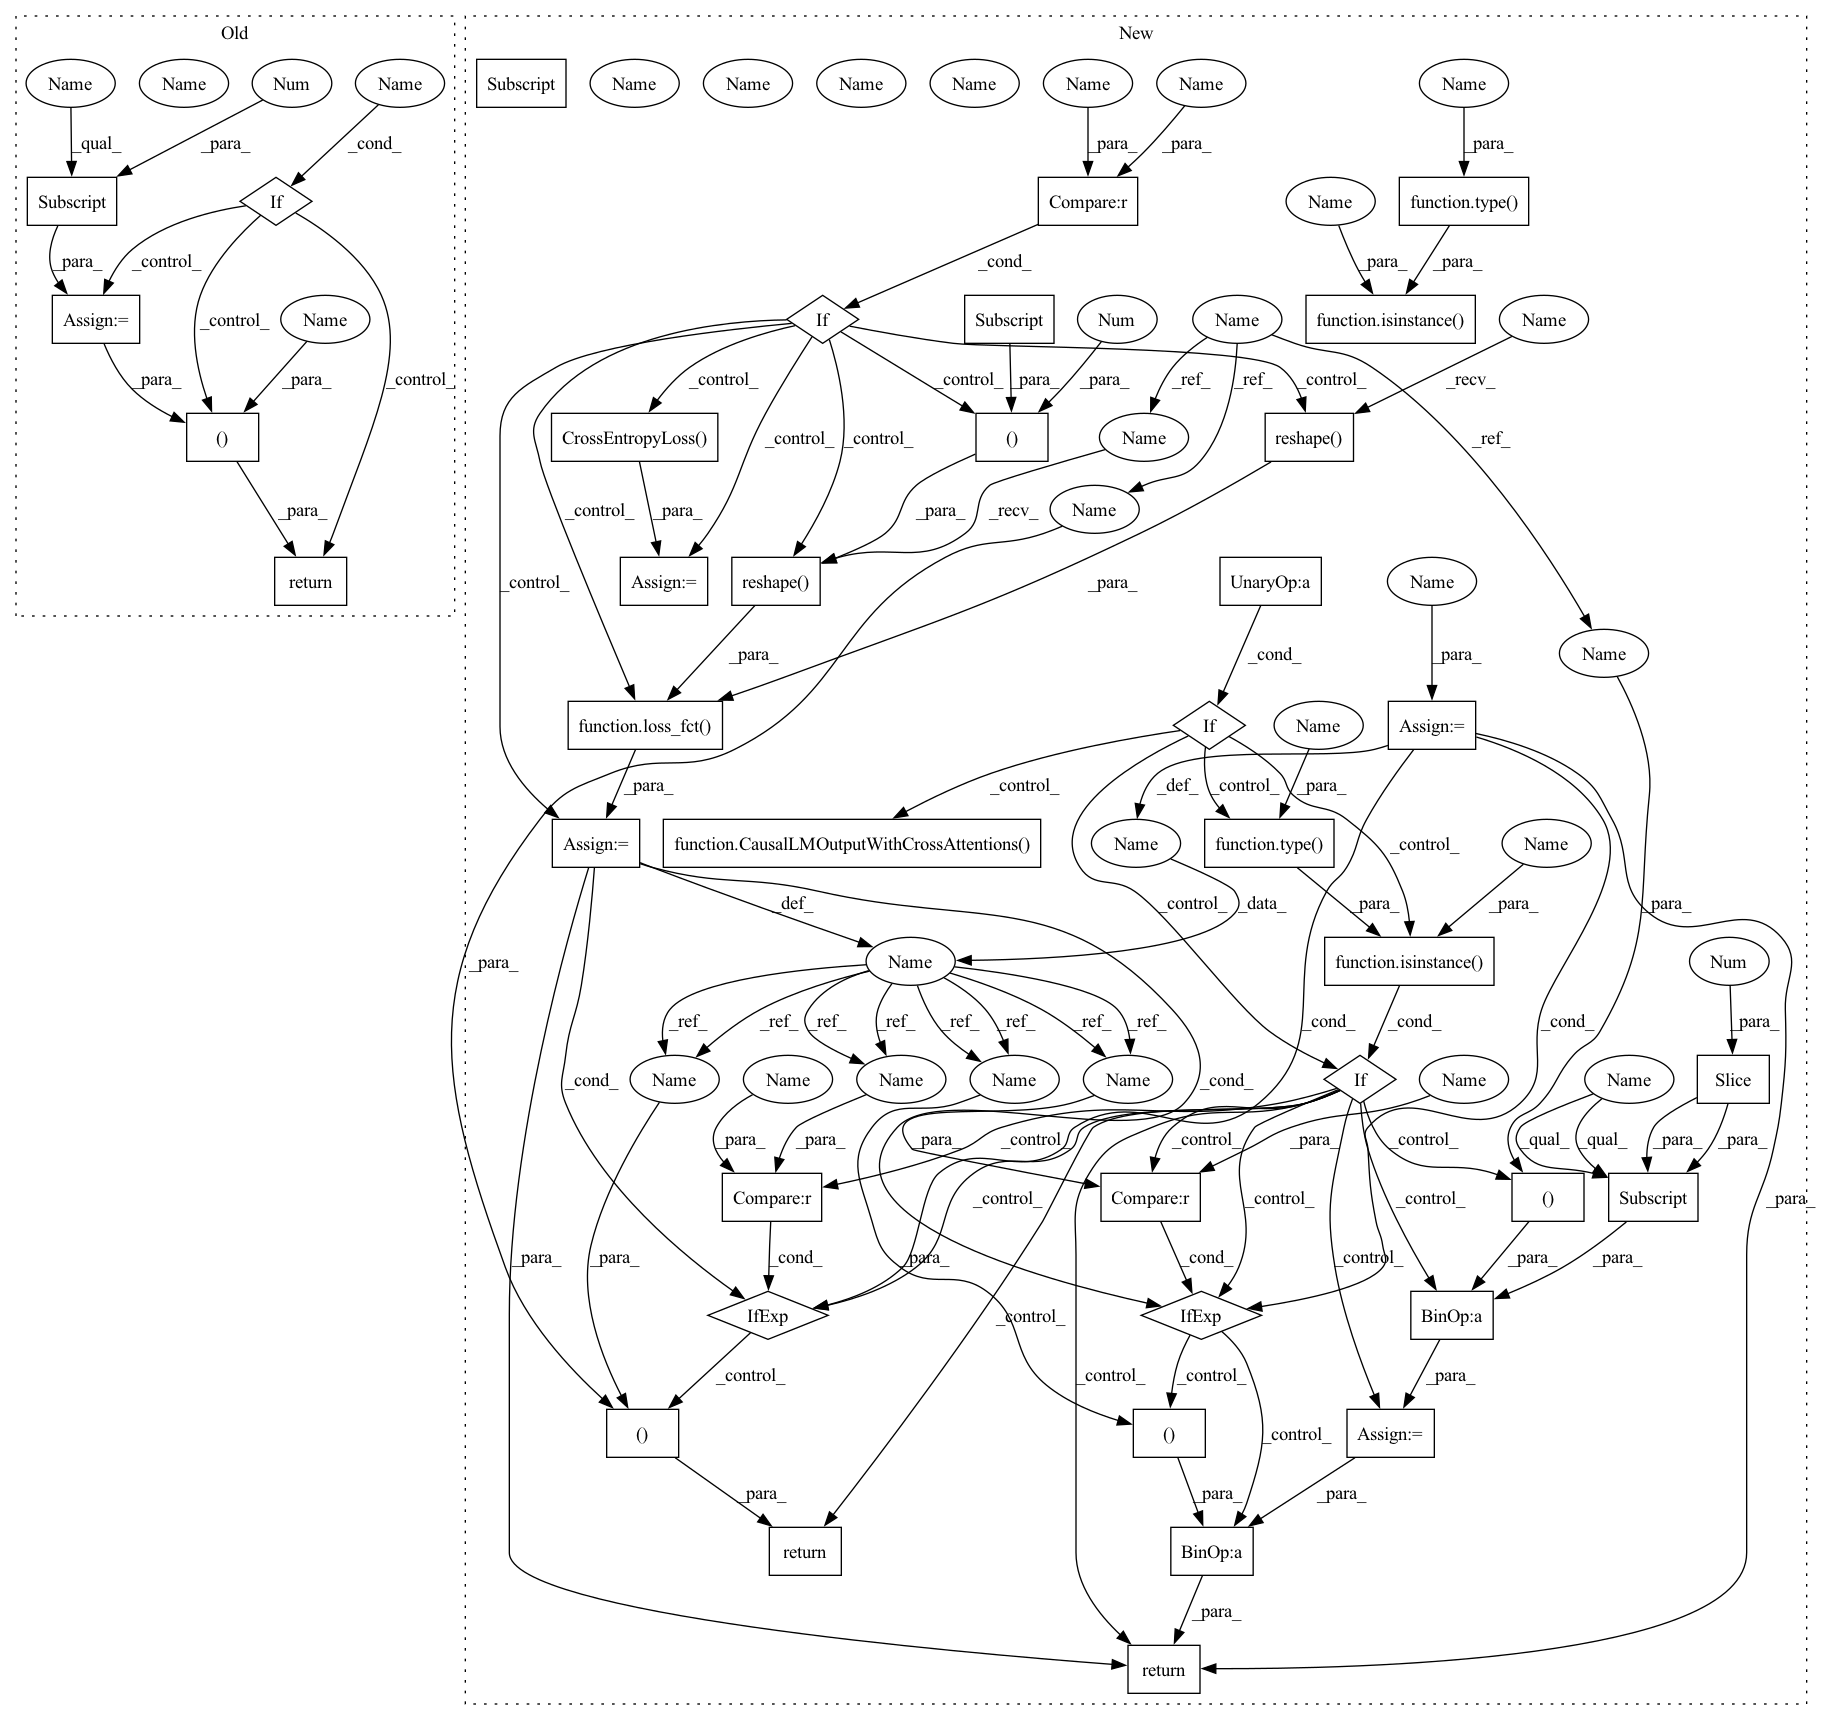 Old New
Name Name Num Name Subscript Name Name Name Name Name Name Name
_qual_ _para_ _cond_ _para_ _para_ _para_
Subscript If Compare:r Name function.type()
_para_ _control_ _cond_ _para_ _para_
Assign:= _control_ Name If Subscript Num Name function.isinstance() Name
_para_ _para_ _control_ _control_ _control_ _para_ _para_ _ref_ _ref_ _control_ _recv_
() CrossEntropyLoss() _control_ _control_ () Name reshape() _ref_
_para_ _control_ _para_ _para_ _recv_ Name
return _control_ Assign:= reshape() UnaryOp:a Name
_para_ _para_ _cond_ _para_ Name
function.loss_fct() If Name Assign:=
_para_ _control_ _def_ _control_ _para_
Assign:= function.CausalLMOutputWithCrossAttentions() Name function.type() _control_ Name
_def_ _control_ _data_ _para_ _para_ _para_
_para_ Name function.isinstance() Num
_ref_ _ref_ _ref_ _ref_ _ref_ _ref_ _ref_ _ref_ _cond_ _cond_ _cond_ _para_
_cond_ Name Name Name Name Name _cond_ If Name Name Slice
_para_ _para_ _para_ _control_ _control_ _para_ _control_ _qual_ _qual_ _para_ _para_
Compare:r _control_ Compare:r _control_ _control_ () Subscript _para_
_para_ _para_ _cond_ _para_ _cond_ _control_ _para_ _para_
IfExp _control_ IfExp BinOp:a
_control_ _control_ _control_ _para_
() () _control_ Assign:=
_para_ _para_ _para_
return BinOp:a
_para_
return